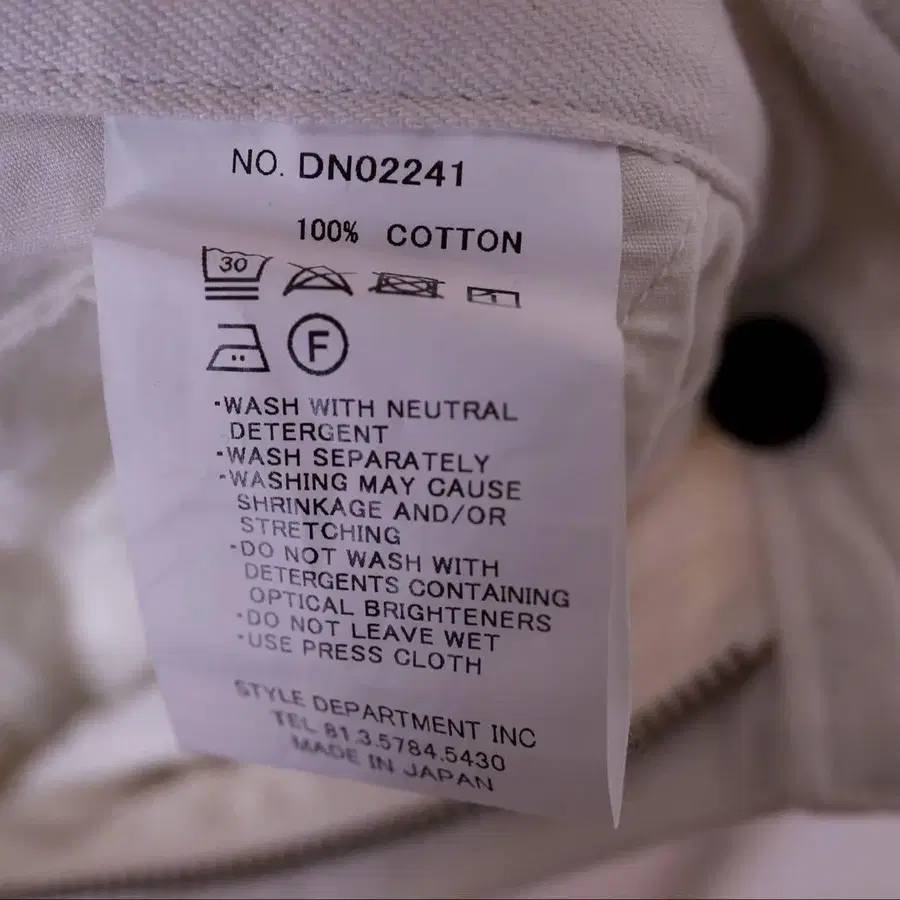 NO. DN02241
100% COTTON
30
F
·WASH WITH NEUTRAL
DETERGENT
·WASH SEPARATELY
·WASHING MAY CAUSE
SHRINKAGE AND/OR
STRETCHING
·DO NOT WASH WITH
DETERGENTS CONTAINING
OPTICAL BRIGHTENERS
·DO NOT LEAVE WET
·USE PRESS CLOTH
STYLE DEPARTMENT INC
TEL 81.3.5784.5430
MADE IN JAPAN